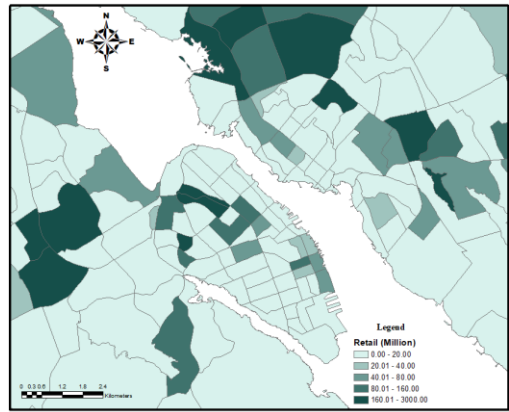 N
W E
S
Legend
Retail (Million)
0.00 - 20.00
20.01 - 40.00
40.01 - 80.00
80.01 - 160.00
160.01 - 3000.00
0 0.3 0.6 1.2 1.8 2.4
Kilometers